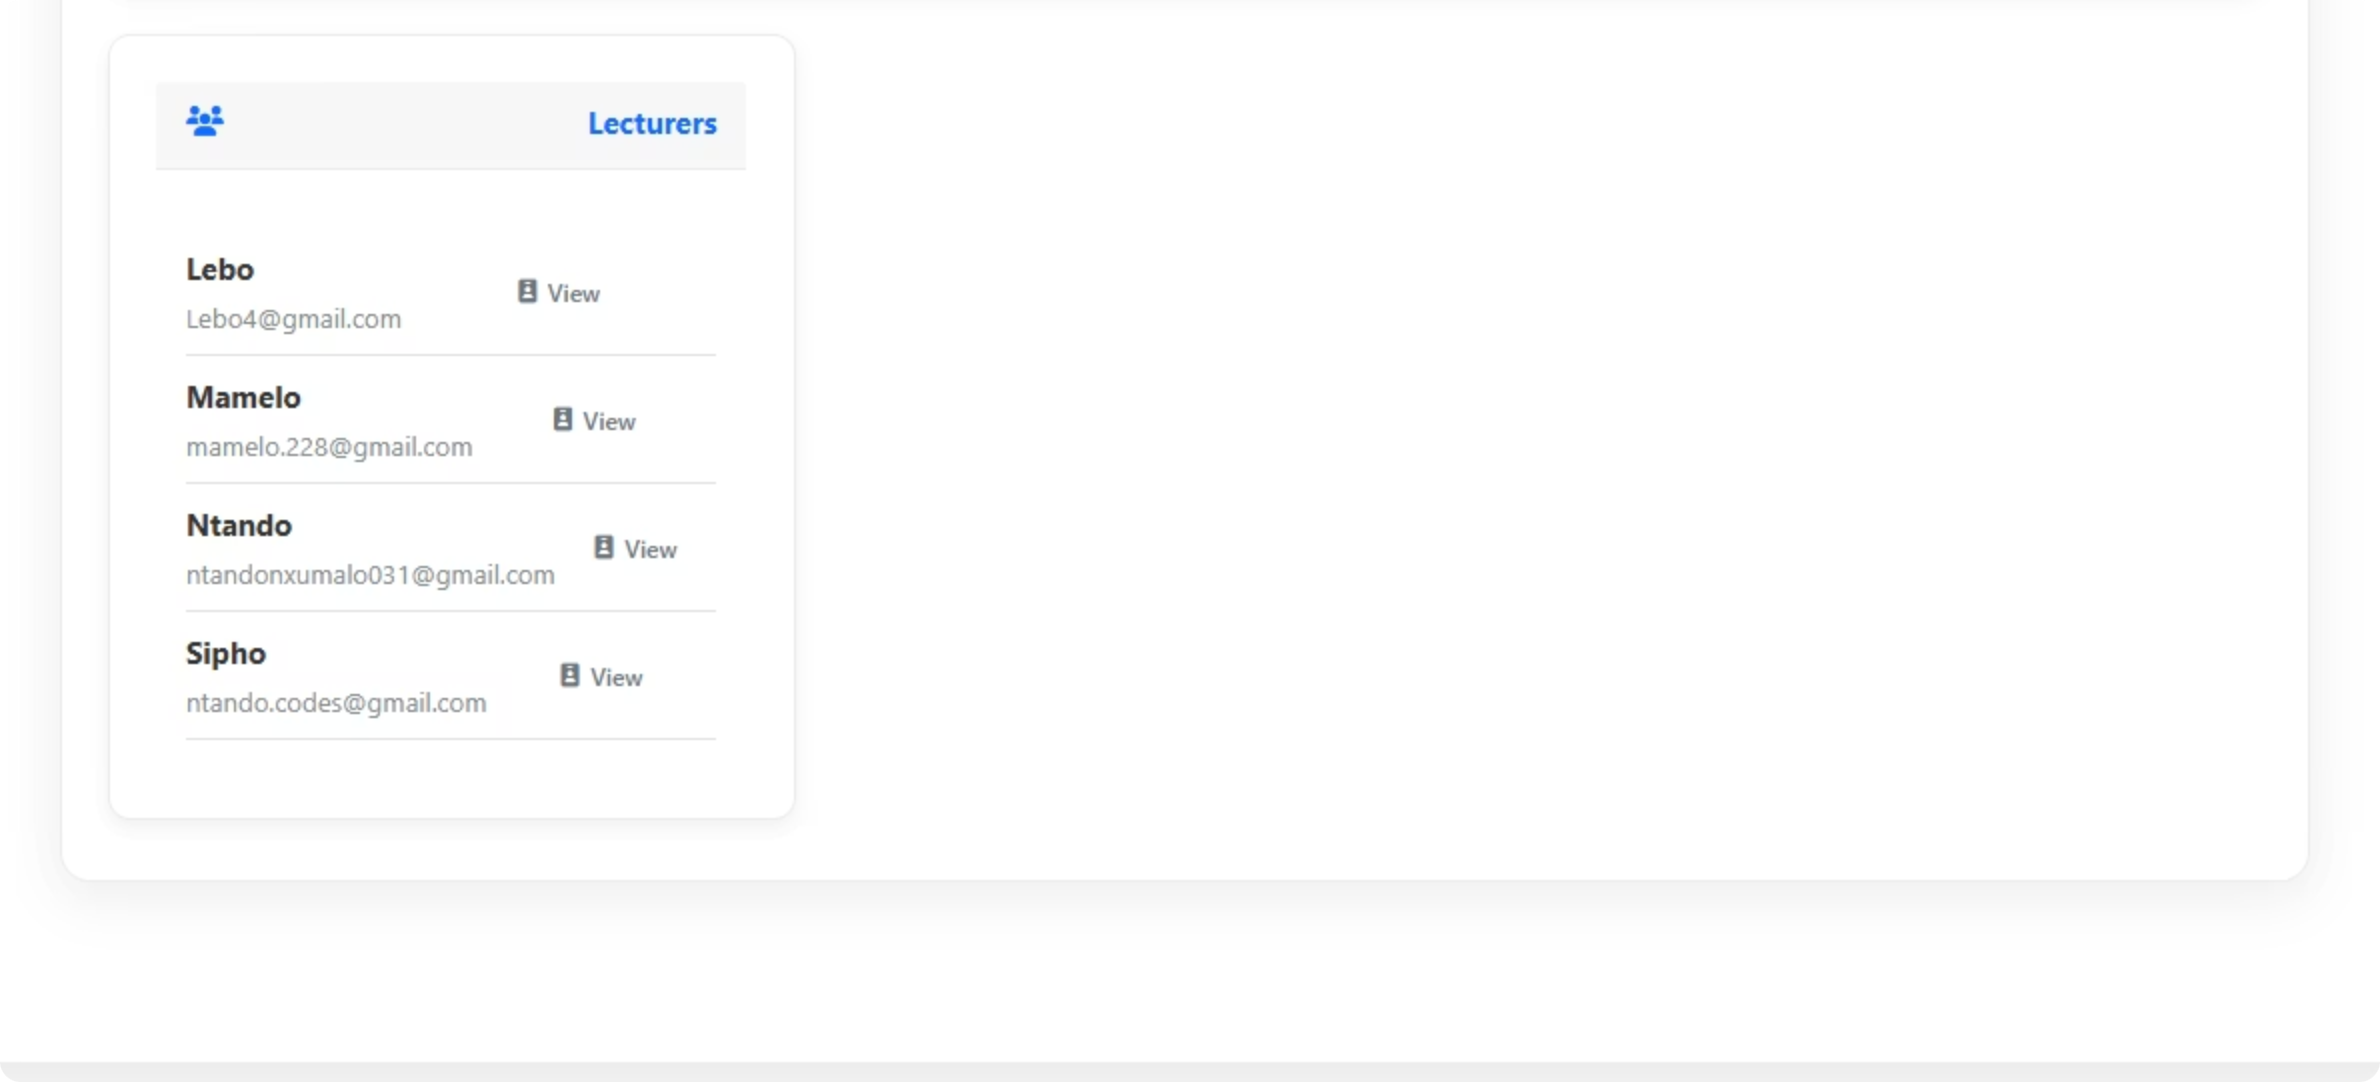 Lecturers
Lebo
View
Lebo4@gmail.com
Mamelo
View
mamelo.228@gmail.com
Ntando
View
ntandonxumalo031@gmail.com
Sipho
View
ntando.codes@gmail.com